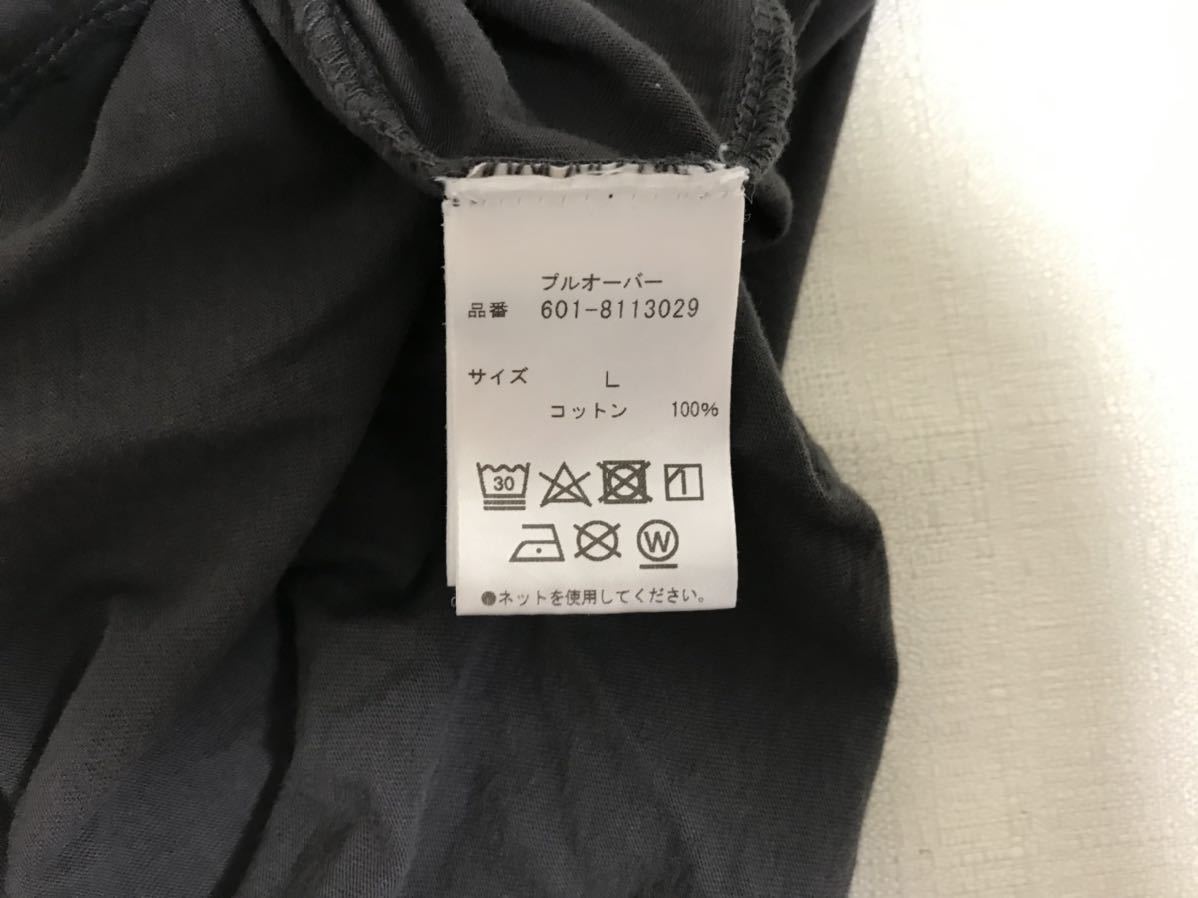 プルオーバー
品番 601-8113029
サイズ L
コットン 100%
30
W
●ネットを使用してください。